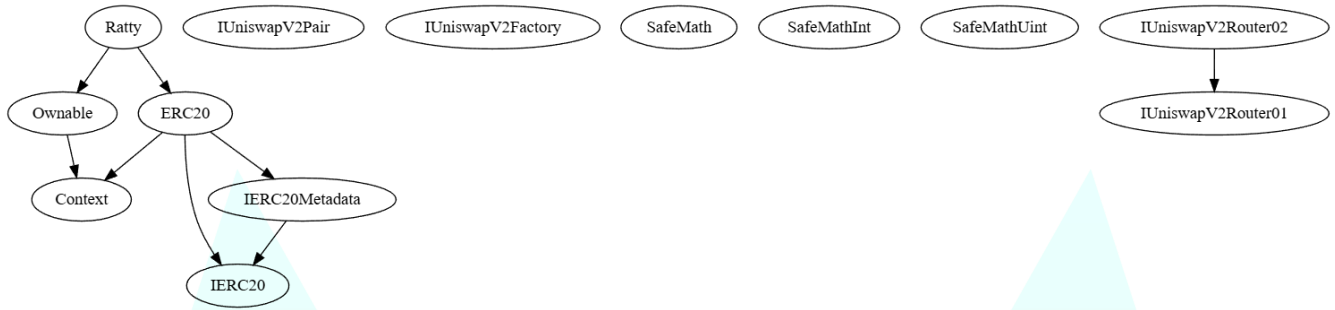 Ratty
IUniswapV2Pair
IUniswapV2Factory
SafeMath
SafeMathInt
SafeMathUint
IUniswapV2Router02
Ownable
ERC20
IUniswapV2Router01
Context
IERC20Metadata
IERC20